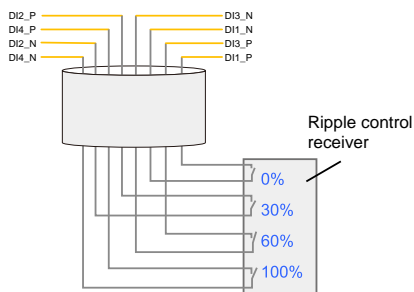 DI2_P
DI4_P
DI2_N
DI4_N
DI3_N
DI1_N
DI3_P
DI1_P
Ripple control
receiver
0%
30%
60%
100%